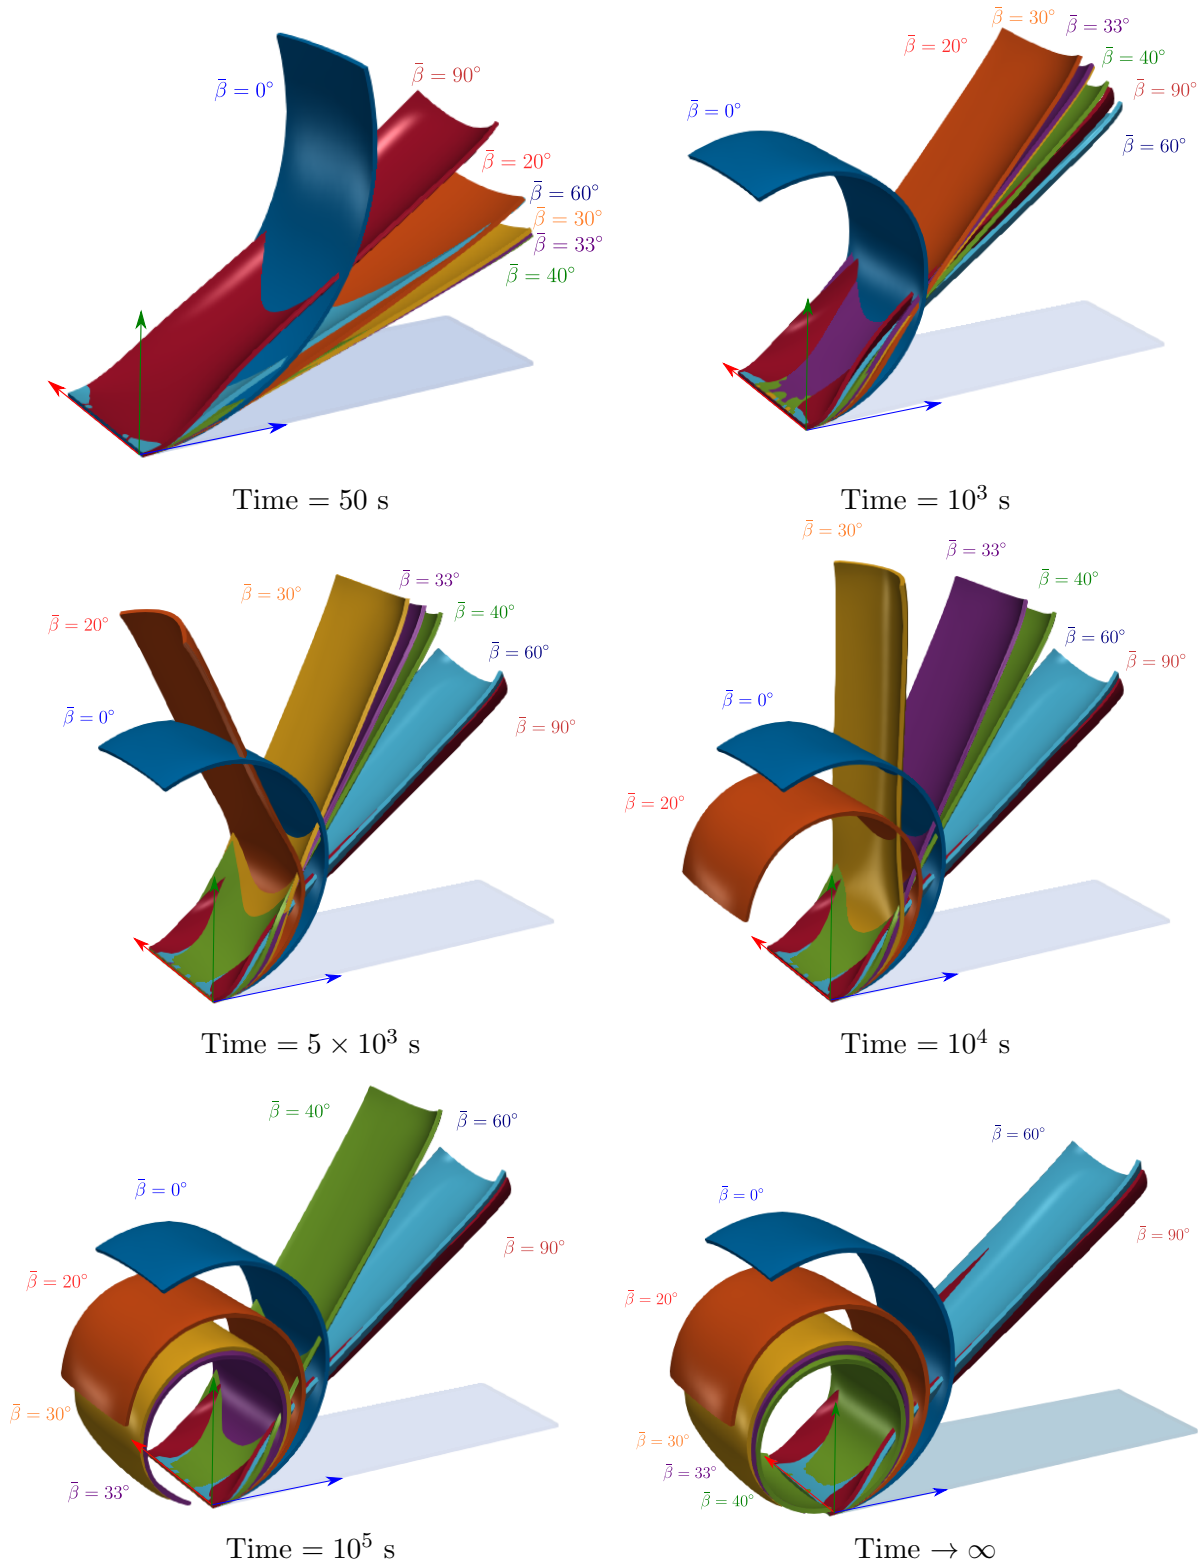 β̄ = 0°
β̄ = 90°
β̄ = 20°
β̄ = 60°
β̄ = 30°
β̄ = 33°
β̄ = 40°
Time = 50 s
β̄ = 30°
β̄ = 33°
β̄ = 20°
β̄ = 40°
β̄ = 90°
β̄ = 0°
β̄ = 60°
Time = 10³ s
β̄ = 33°
β̄ = 30°
β̄ = 40°
β̄ = 20°
β̄ = 60°
β̄ = 0°
β̄ = 90°
Time = 5 × 10³ s
β̄ = 30°
β̄ = 33°
β̄ = 40°
β̄ = 60°
β̄ = 90°
β̄ = 0°
β̄ = 20°
Time = 10⁴ s
β̄ = 40°
β̄ = 60°
β̄ = 0°
β̄ = 90°
β̄ = 20°
β̄ = 30°
β̄ = 33°
Time = 10⁵ s
β̄ = 60°
β̄ = 0°
β̄ = 90°
β̄ = 20°
β̄ = 30°
β̄ = 33°
β̄ = 40°
Time → ∞